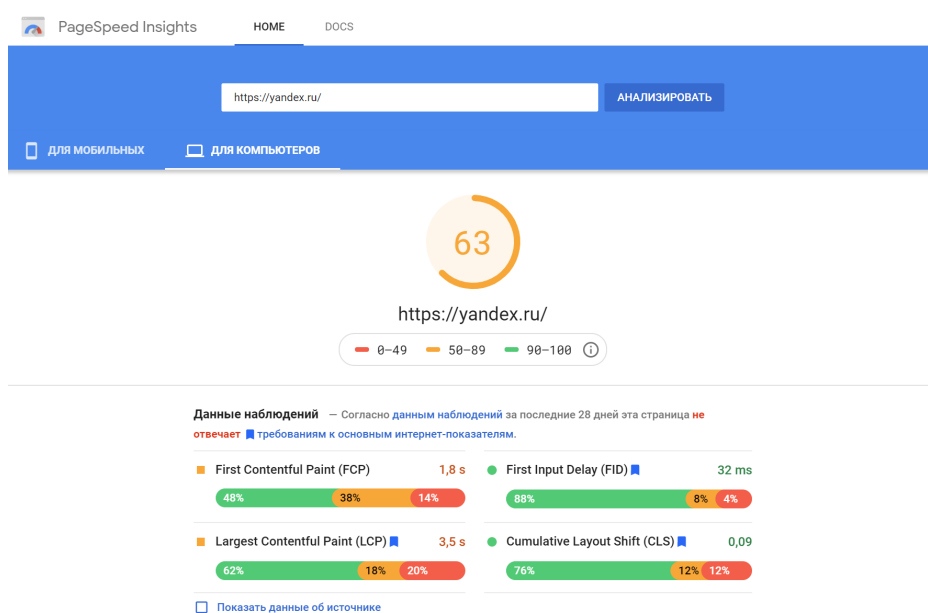 PageSpeed Insights HOME DOCS
https://yandex.ru/ АНАЛИЗИРОВАТЬ
ДЛЯ МОБИЛЬНЫХ ДЛЯ КОМПЬЮТЕРОВ
63
https://yandex.ru/
0–49 50–89 90–100
Данные наблюдений — Согласно данным наблюдений за последние 28 дней эта страница не
отвечает требованиям к основным интернет-показателям.
First Contentful Paint (FCP) 1,8 s First Input Delay (FID) 32 ms
48% 38% 14% 88% 8% 4%
Largest Contentful Paint (LCP) 3,5 s Cumulative Layout Shift (CLS) 0,09
62% 18% 20% 76% 12% 12%
Показать данные об источнике